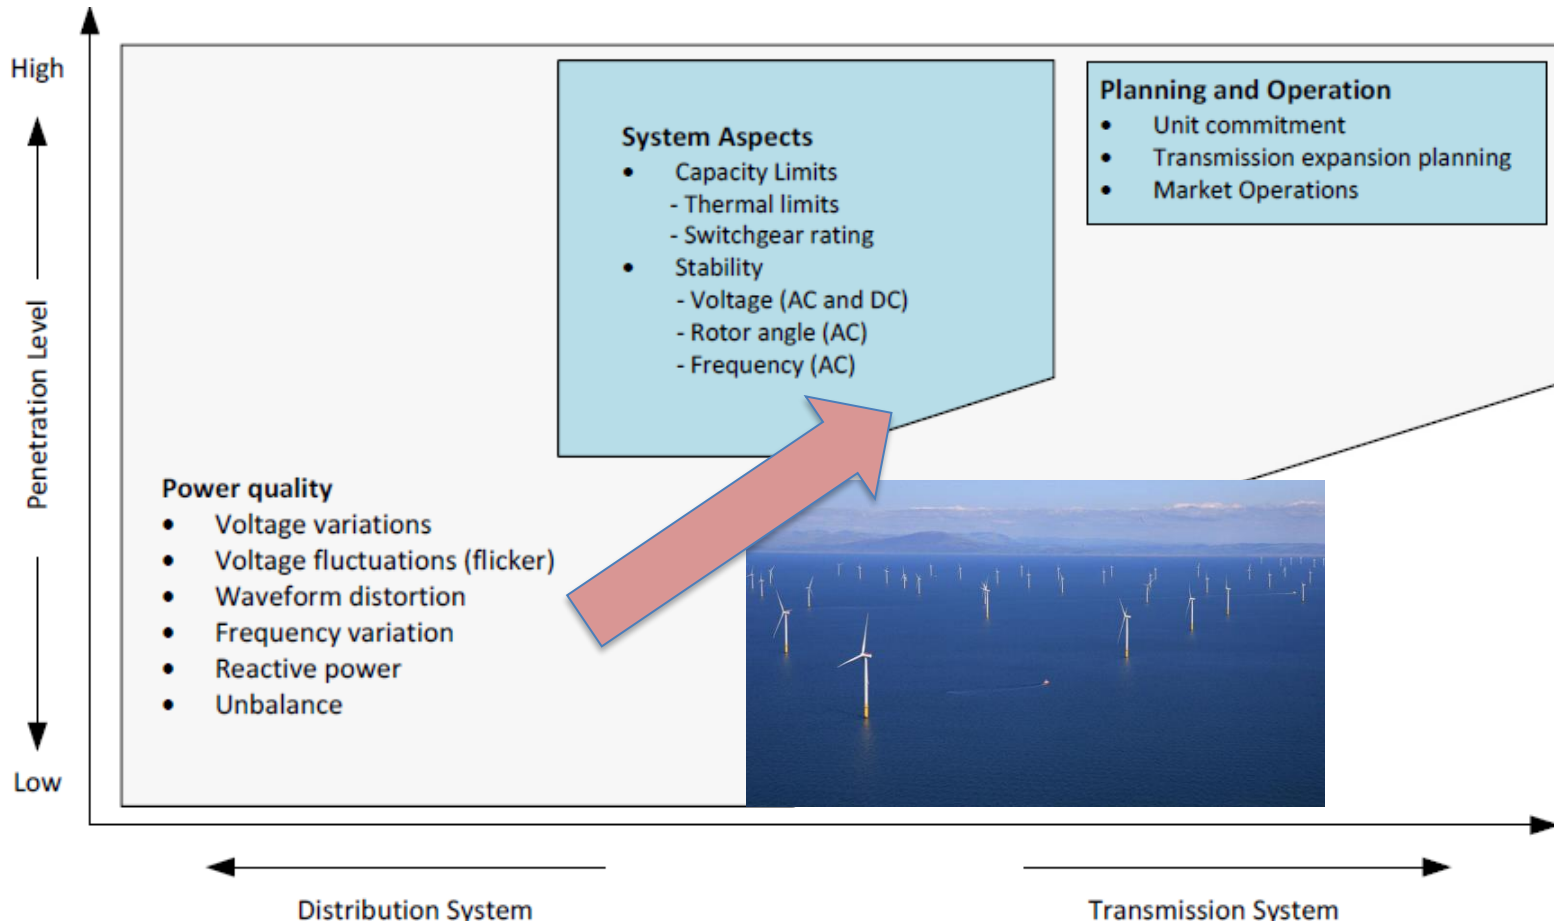 High
Penetration Level
Low
System Aspects
• Capacity Limits
- Thermal limits
- Switchgear rating
• Stability
- Voltage (AC and DC)
- Rotor angle (AC)
- Frequency (AC)
Planning and Operation
• Unit commitment
• Transmission expansion planning
• Market Operations
Power quality
• Voltage variations
• Voltage fluctuations (flicker)
• Waveform distortion
• Frequency variation
• Reactive power
• Unbalance
Distribution System
Transmission System